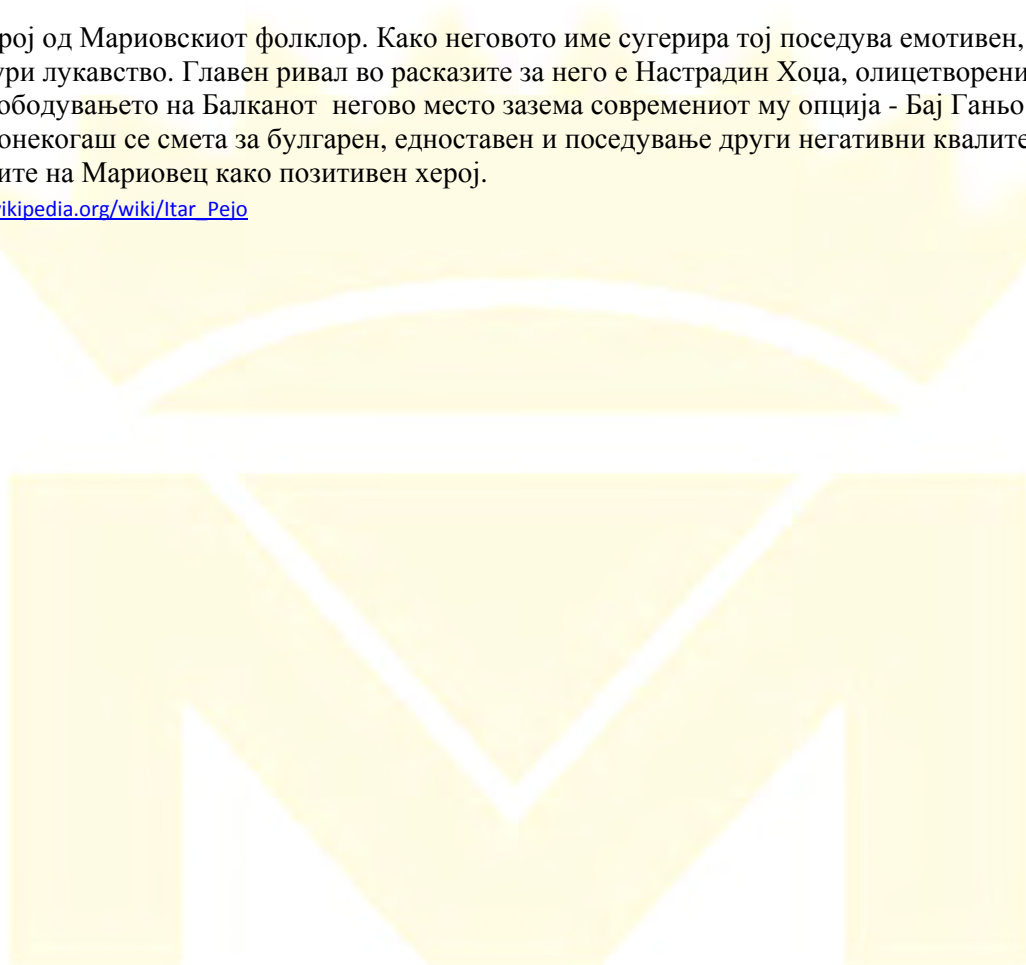 рој од Мариовскиот фолклор. Како неговото име сугерира тој поседува емотивен,
ури лукавство. Главен ривал во расказите за него е Настрадин Хоџа, олицетворени
ободувањето на Балканот негово место зазема современиот му опција - Бај Гањо
онекогаш се смета за булгарен, едноставен и поседување други негативни квалите
ите на Мариовец како позитивен херој.
vikipedia.org/wiki/Itar_Pejo